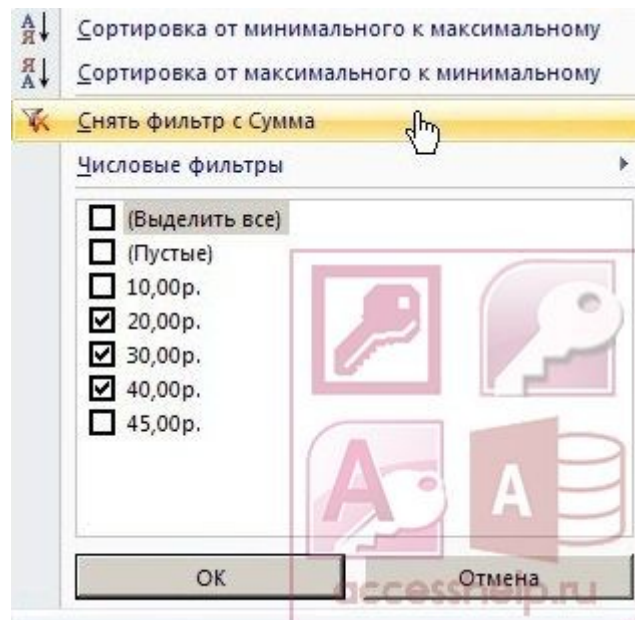 Сортировка от минимального к максимальному
Сортировка от максимального к минимальному
Снять фильтр с Сумма
Числовые фильтры
(Выделить все)
(Пустые)
10,00р.
20,00р.
30,00р.
40,00р.
45,00р.
ОК
Отмена
accesshelp.ru